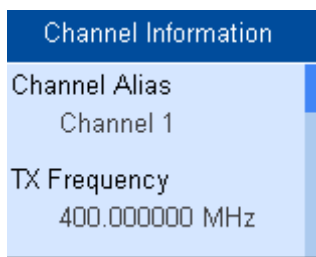 Channel Information
Channel Alias
Channel 1
TX Frequency
400.000000 MHz